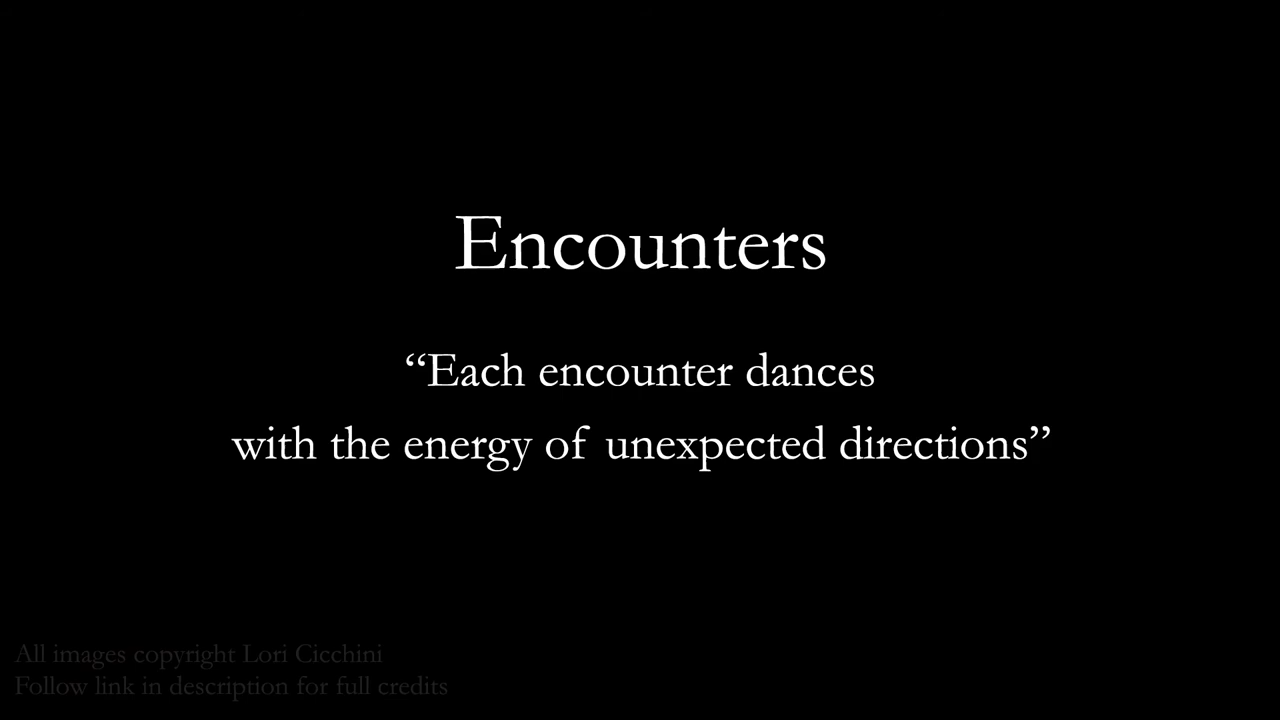 Encounters
“Each encounter dances
with the energy of unexpected directions”
All images copyright Lori Cicchini
Follow link in description for full credits